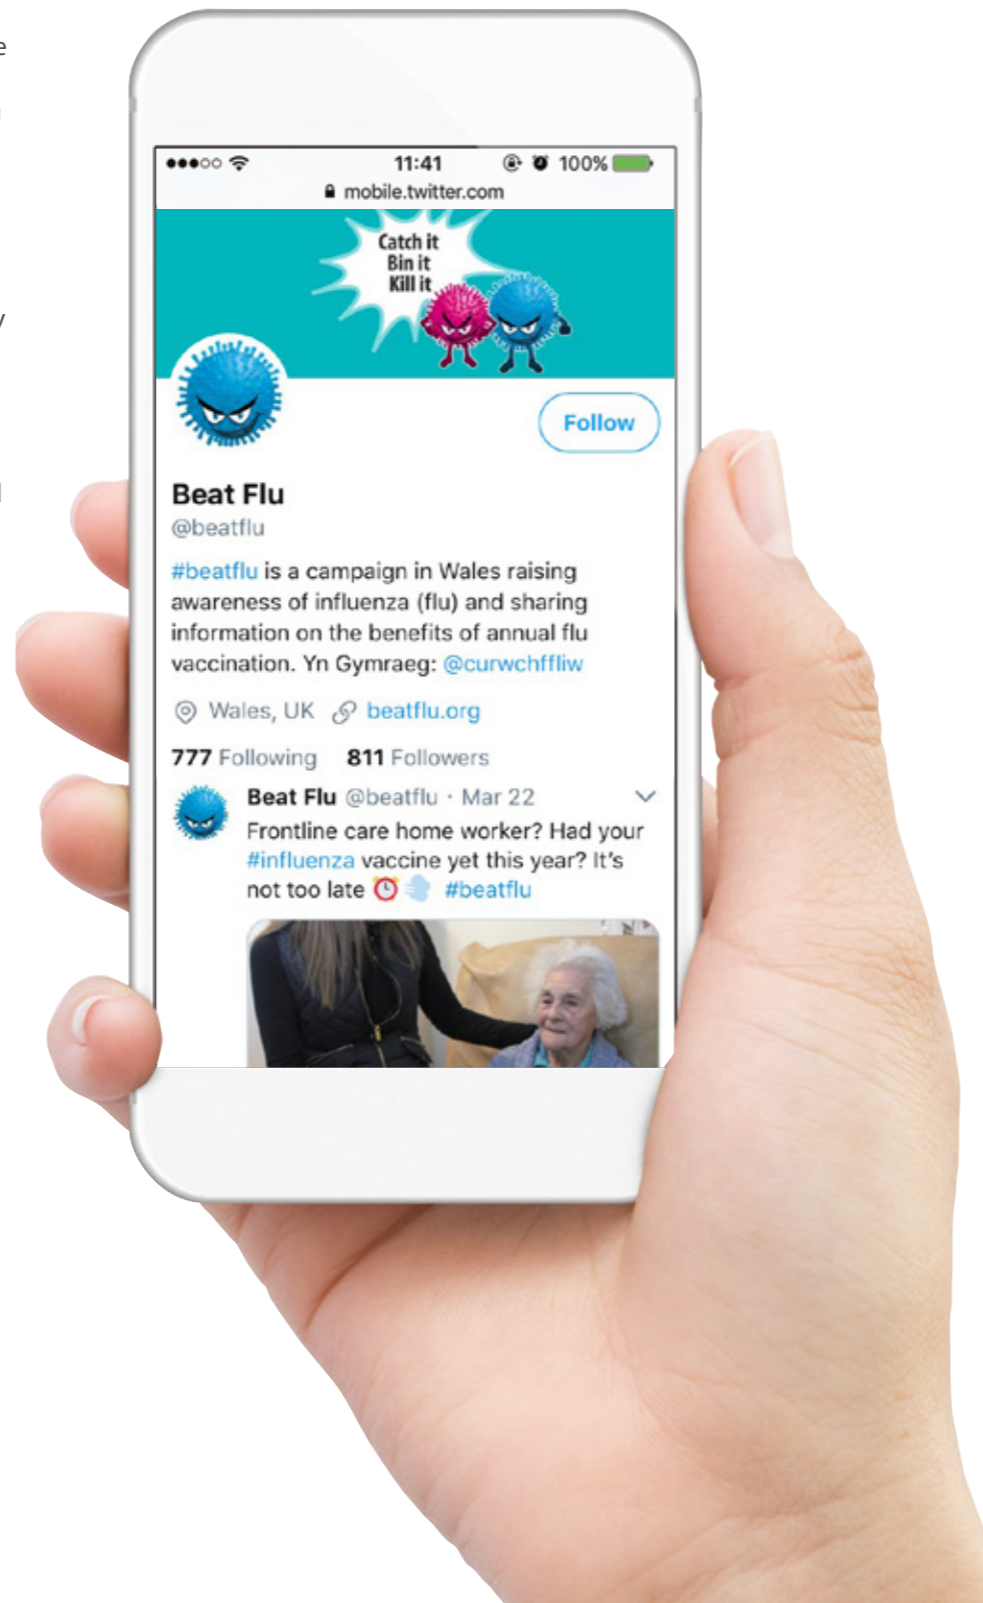 11:41
100%
mobile.twitter.com
Catch it
Bin it
Kill it
Follow
Beat Flu
@beatflu
#beatflu is a campaign in Wales raising
awareness of influenza (flu) and sharing
information on the benefits of annual flu
vaccination. Yn Gymraeg: @curwchffliw
Wales, UK beatflu.org
777 Following 811 Followers
Beat Flu @beatflu · Mar 22
Frontline care home worker? Had your
#influenza vaccine yet this year? It's
not too late ⏰💨 #beatflu